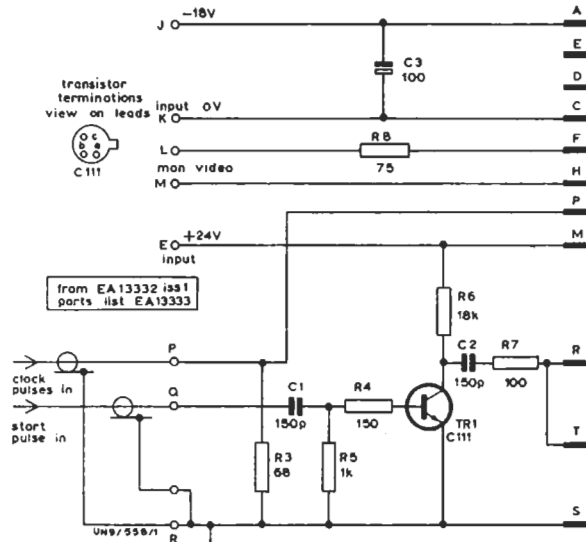 J -18V
A
E
C3
100
D
transistor
terminations
view on leads
input 0V
K
C
b c
e
C111
L
R8
75
F
mon video
M
H
P
E +24V
input
M
from EA13332 iss1
parts list EA13333
R6
18k
P
clock
pulses in
C2
150p
R7
100
R
Q
start
pulse in
C1
150p
R4
150
TR1
C111
T
R3
68
R5
1k
UN9/558/1
R
S